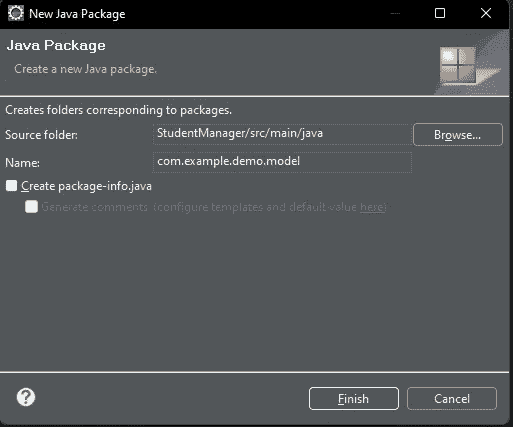 New Java Package
Java Package
Create a new Java package.
Creates folders corresponding to packages.
Source folder: StudentManager/src/main/java Browse...
Name: com.example.demo.model
Create package-info.java
Generate comments (configure templates and default value here)
? Finish Cancel